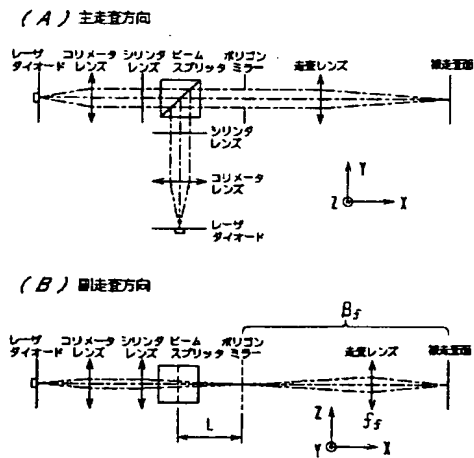 (A) 主走査方向
レーザ コリメータ シリンダ ビーム ポリゴン 走査レンズ 被走査面
ダイオード レンズ レンズ スプリッタ ミラー
シリンダ
レンズ
コリメータ
レンズ
レーザ
ダイオード
Y
Z X
(B) 副走査方向
βf
レーザ コリメータ シリンダ ビーム ポリゴン 走査レンズ 被走査面
ダイオード レンズ レンズ スプリッタ ミラー
L
ff
Z
Y X